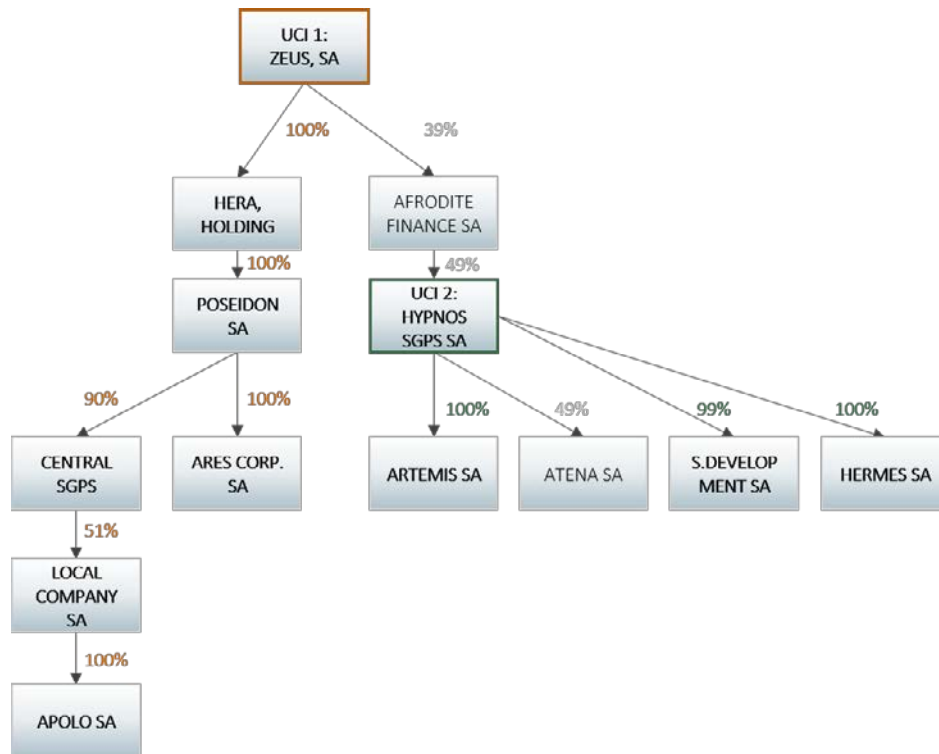 UCI 1:
ZEUS, SA
100%
39%
HERA,
HOLDING
AFRODITE
FINANCE SA
100%
49%
POSEIDON
SA
UCI 2:
HYPNOS
SGPS SA
90%
100%
100%
49%
99%
100%
CENTRAL
SGPS
ARES CORP.
SA
ARTEMIS SA
ATENA SA
S.DEVELOP
MENT SA
HERMES SA
51%
LOCAL
COMPANY
SA
100%
APOLO SA